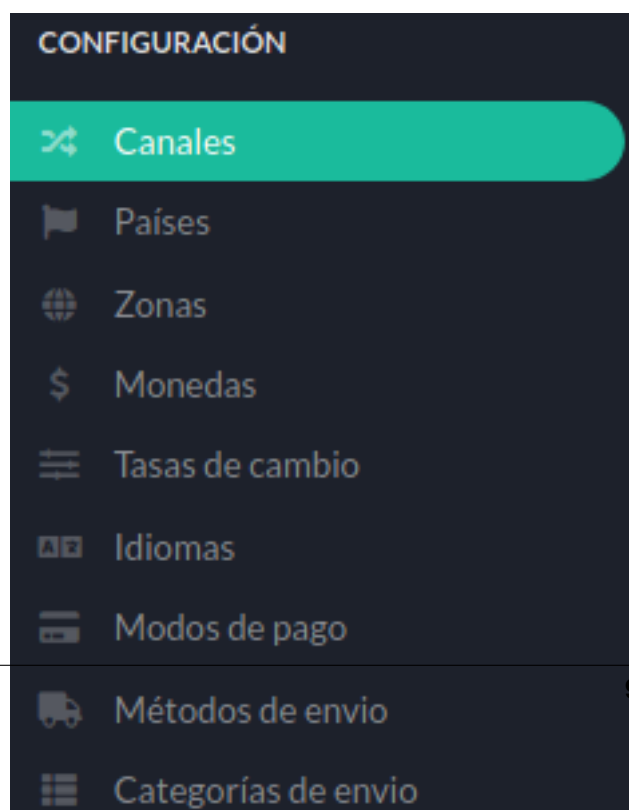 CONFIGURACIÓN
Canales
Países
Zonas
Monedas
Tasas de cambio
Idiomas
Modos de pago
Métodos de envio
Categorías de envio